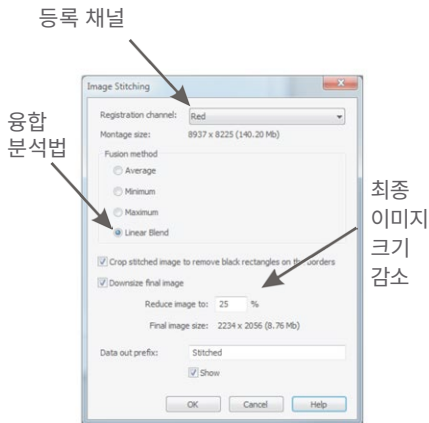 등록 채널
Image Stitching
융합
분석법
Registration channel: Red
Montage size: 8937 x 8225 (140.20 Mb)
Fusion method
Average
Minimum
Maximum
Linear Blend
최종
이미지
크기
감소
Crop stitched image to remove black rectangles on the borders
Downsize final image
Reduce image to: 25 %
Final image size: 2234 x 2056 (8.76 Mb)
Data out prefix: Stitched
Show
OK Cancel Help